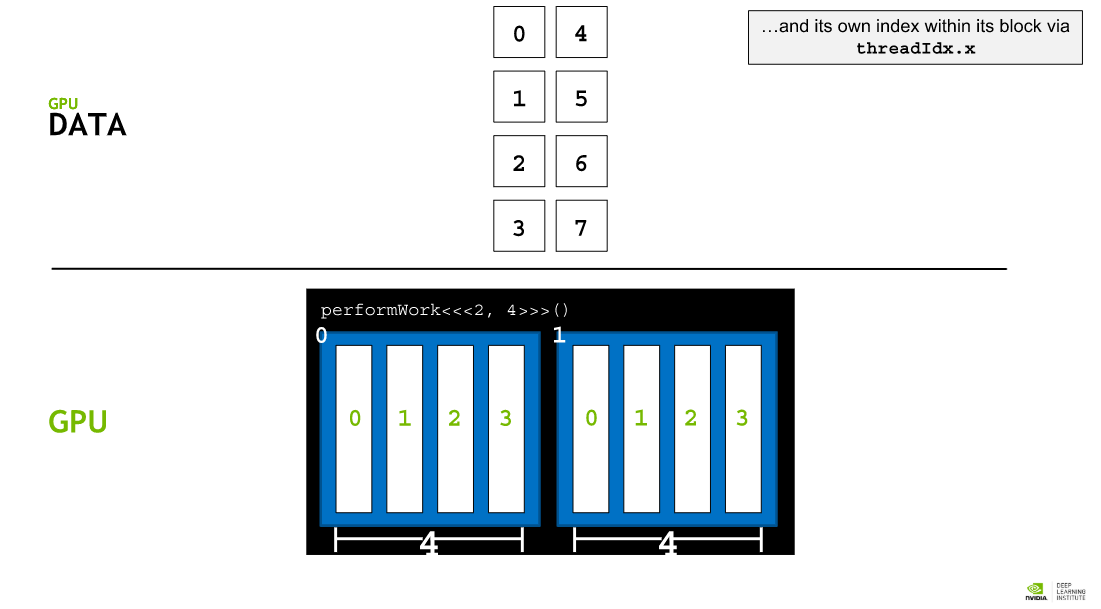 0 4
…and its own index within its block via
threadIdx.x
1 5
GPU
DATA
2 6
3 7
performWork<<<2, 4>>>()
0 1
GPU
0 1 2 3 0 1 2 3
4 4
NVIDIA
DEEP
LEARNING
INSTITUTE